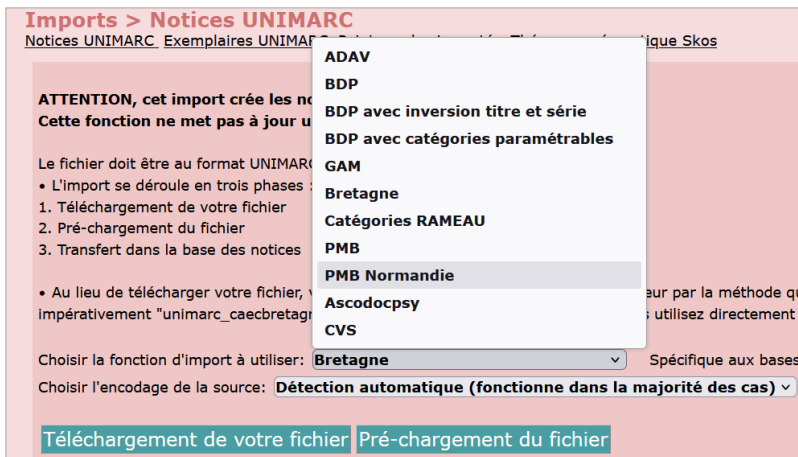 Imports > Notices UNIMARC
Notices UNIMARC Exemplaires UNIMARC
ique Skos
ADAV
BDP
BDP avec inversion titre et série
BDP avec catégories paramétrables
GAM
Bretagne
Catégories RAMEAU
PMB
PMB Normandie
Ascodocpsy
CVS
ATTENTION, cet import crée les no
Cette fonction ne met pas à jour u
Le fichier doit être au format UNIMARC
• L'import se déroule en trois phases :
1. Téléchargement de votre fichier
2. Pré-chargement du fichier
3. Transfert dans la base des notices
• Au lieu de télécharger votre fichier, v
eur par la méthode qu
impérativement "unimarc_caecbretagn
s utilisez directement
Choisir la fonction d'import à utiliser: Bretagne Spécifique aux bases
Choisir l'encodage de la source: Détection automatique (fonctionne dans la majorité des cas)
Téléchargement de votre fichier Pré-chargement du fichier